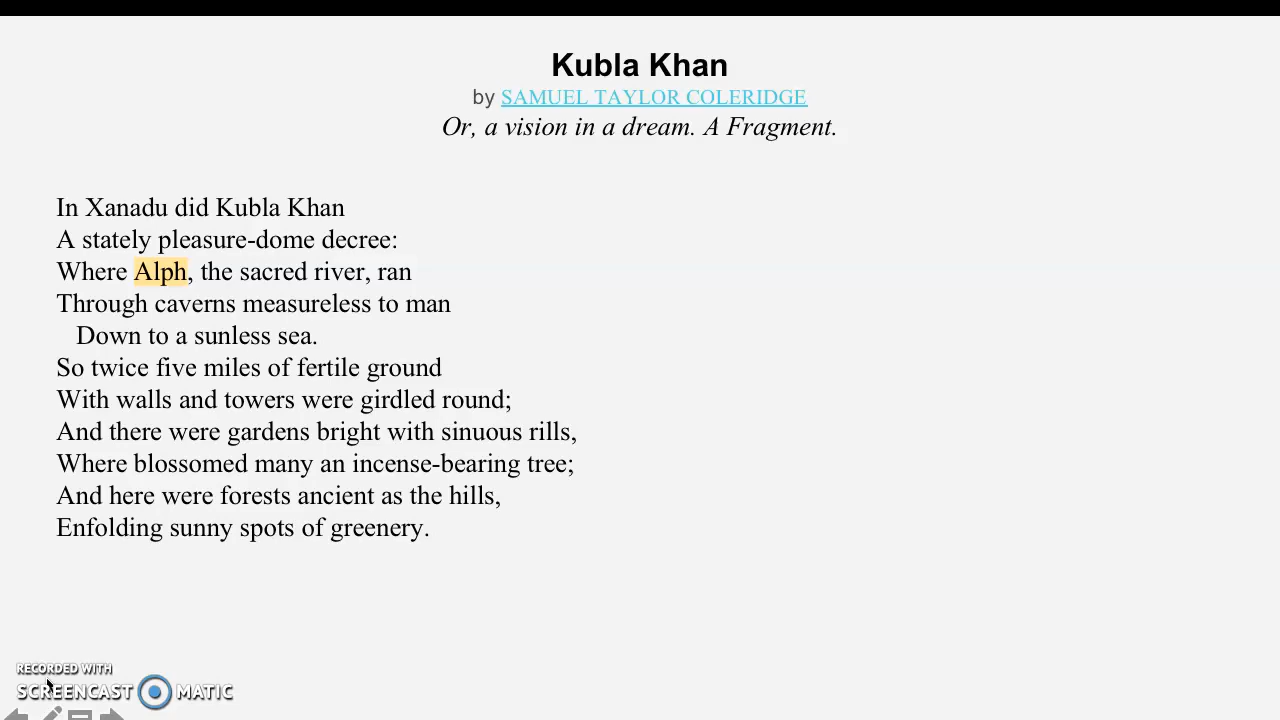 Kubla Khan
by SAMUEL TAYLOR COLERIDGE
Or, a vision in a dream. A Fragment.
In Xanadu did Kubla Khan
A stately pleasure-dome decree:
Where Alph, the sacred river, ran
Through caverns measureless to man
Down to a sunless sea.
So twice five miles of fertile ground
With walls and towers were girdled round;
And there were gardens bright with sinuous rills,
Where blossomed many an incense-bearing tree;
And here were forests ancient as the hills,
Enfolding sunny spots of greenery.
RECORDED WITH
SCREENCAST MATIC